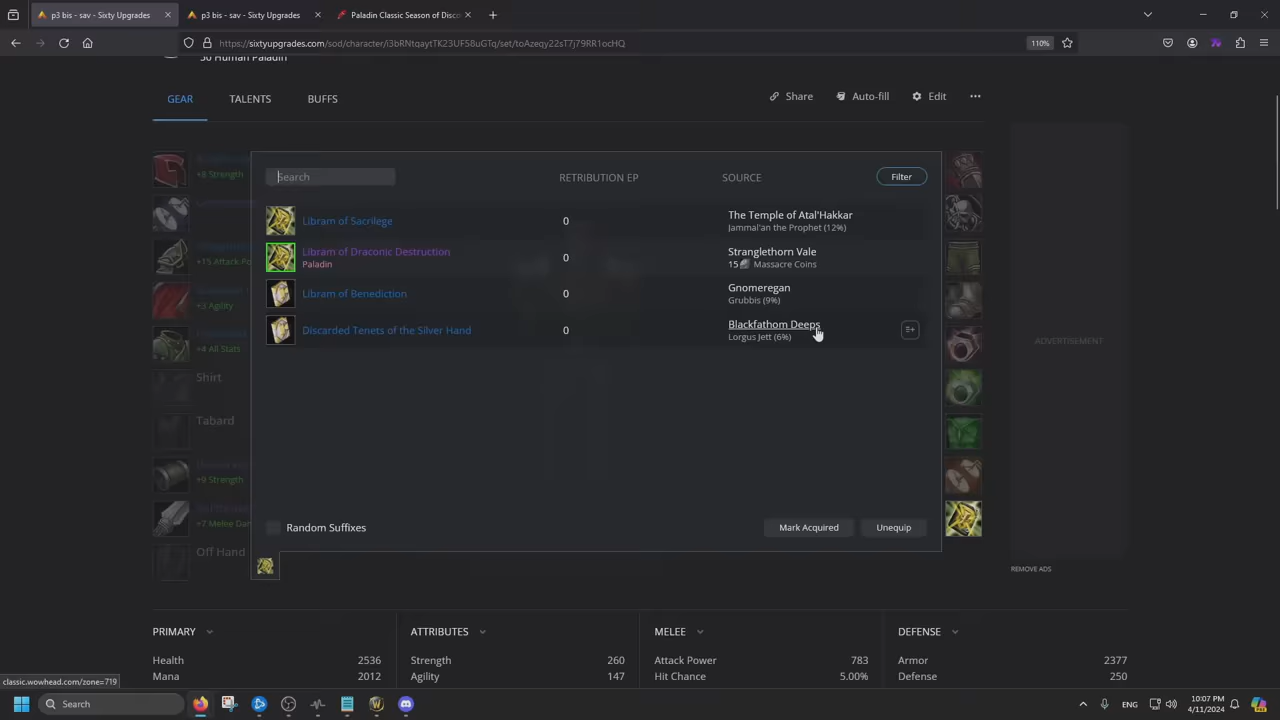 p3 bis - sav - Sixty Upgrades
p3 bis - sav - Sixty Upgrades
Paladin Classic Season of Disc
https://sixtyupgrades.com/sod/character/i3bRNtqaytTK23UFS8uGTq/set/toAzeqy22sT7j79RR1ocHQ
110%
50 Human Paladin
GEAR
TALENTS
BUFFS
Share
Auto-fill
Edit
Search
RETRIBUTION EP
SOURCE
Filter
+8 Strength
Libram of Sacrilege
0
The Temple of Atal'Hakkar
Jammal'an the Prophet (12%)
Libram of Draconic Destruction
Paladin
0
Stranglethorn Vale
15 Massacre Coins
+15 Attack Po
Libram of Benediction
0
Gnomeregan
Grubbis (9%)
+3 Agility
Discarded Tenets of the Silver Hand
0
Blackfathom Deeps
Lorgus Jett (6%)
+4 All Stats
ADVERTISEMENT
Shirt
Tabard
+9 Strength
+7 Melee Dar
Random Suffixes
Mark Acquired
Unequip
Off Hand
REMOVE ADS
PRIMARY
ATTRIBUTES
MELEE
DEFENSE
Health 2536
Strength 260
Attack Power 783
Armor 2377
Mana 2012
Agility 147
Hit Chance 5.00%
Defense 250
classic.wowhead.com/zone=719
Search
ENG
10:07 PM
4/11/2024